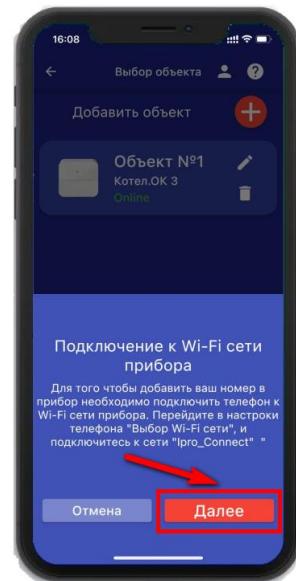 16:08
Выбор объекта
Добавить объект
Объект №1
Котел.ОК 3
Online
Подключение к Wi-Fi сети
прибора
Для того чтобы добавить ваш номер в
прибор необходимо подключить телефон к
Wi-Fi сети прибора. Перейдите в настроки
телефона "Выбор Wi-Fi сети", и
подключитесь к сети "Ipro_Connect" "
Отмена
Далее